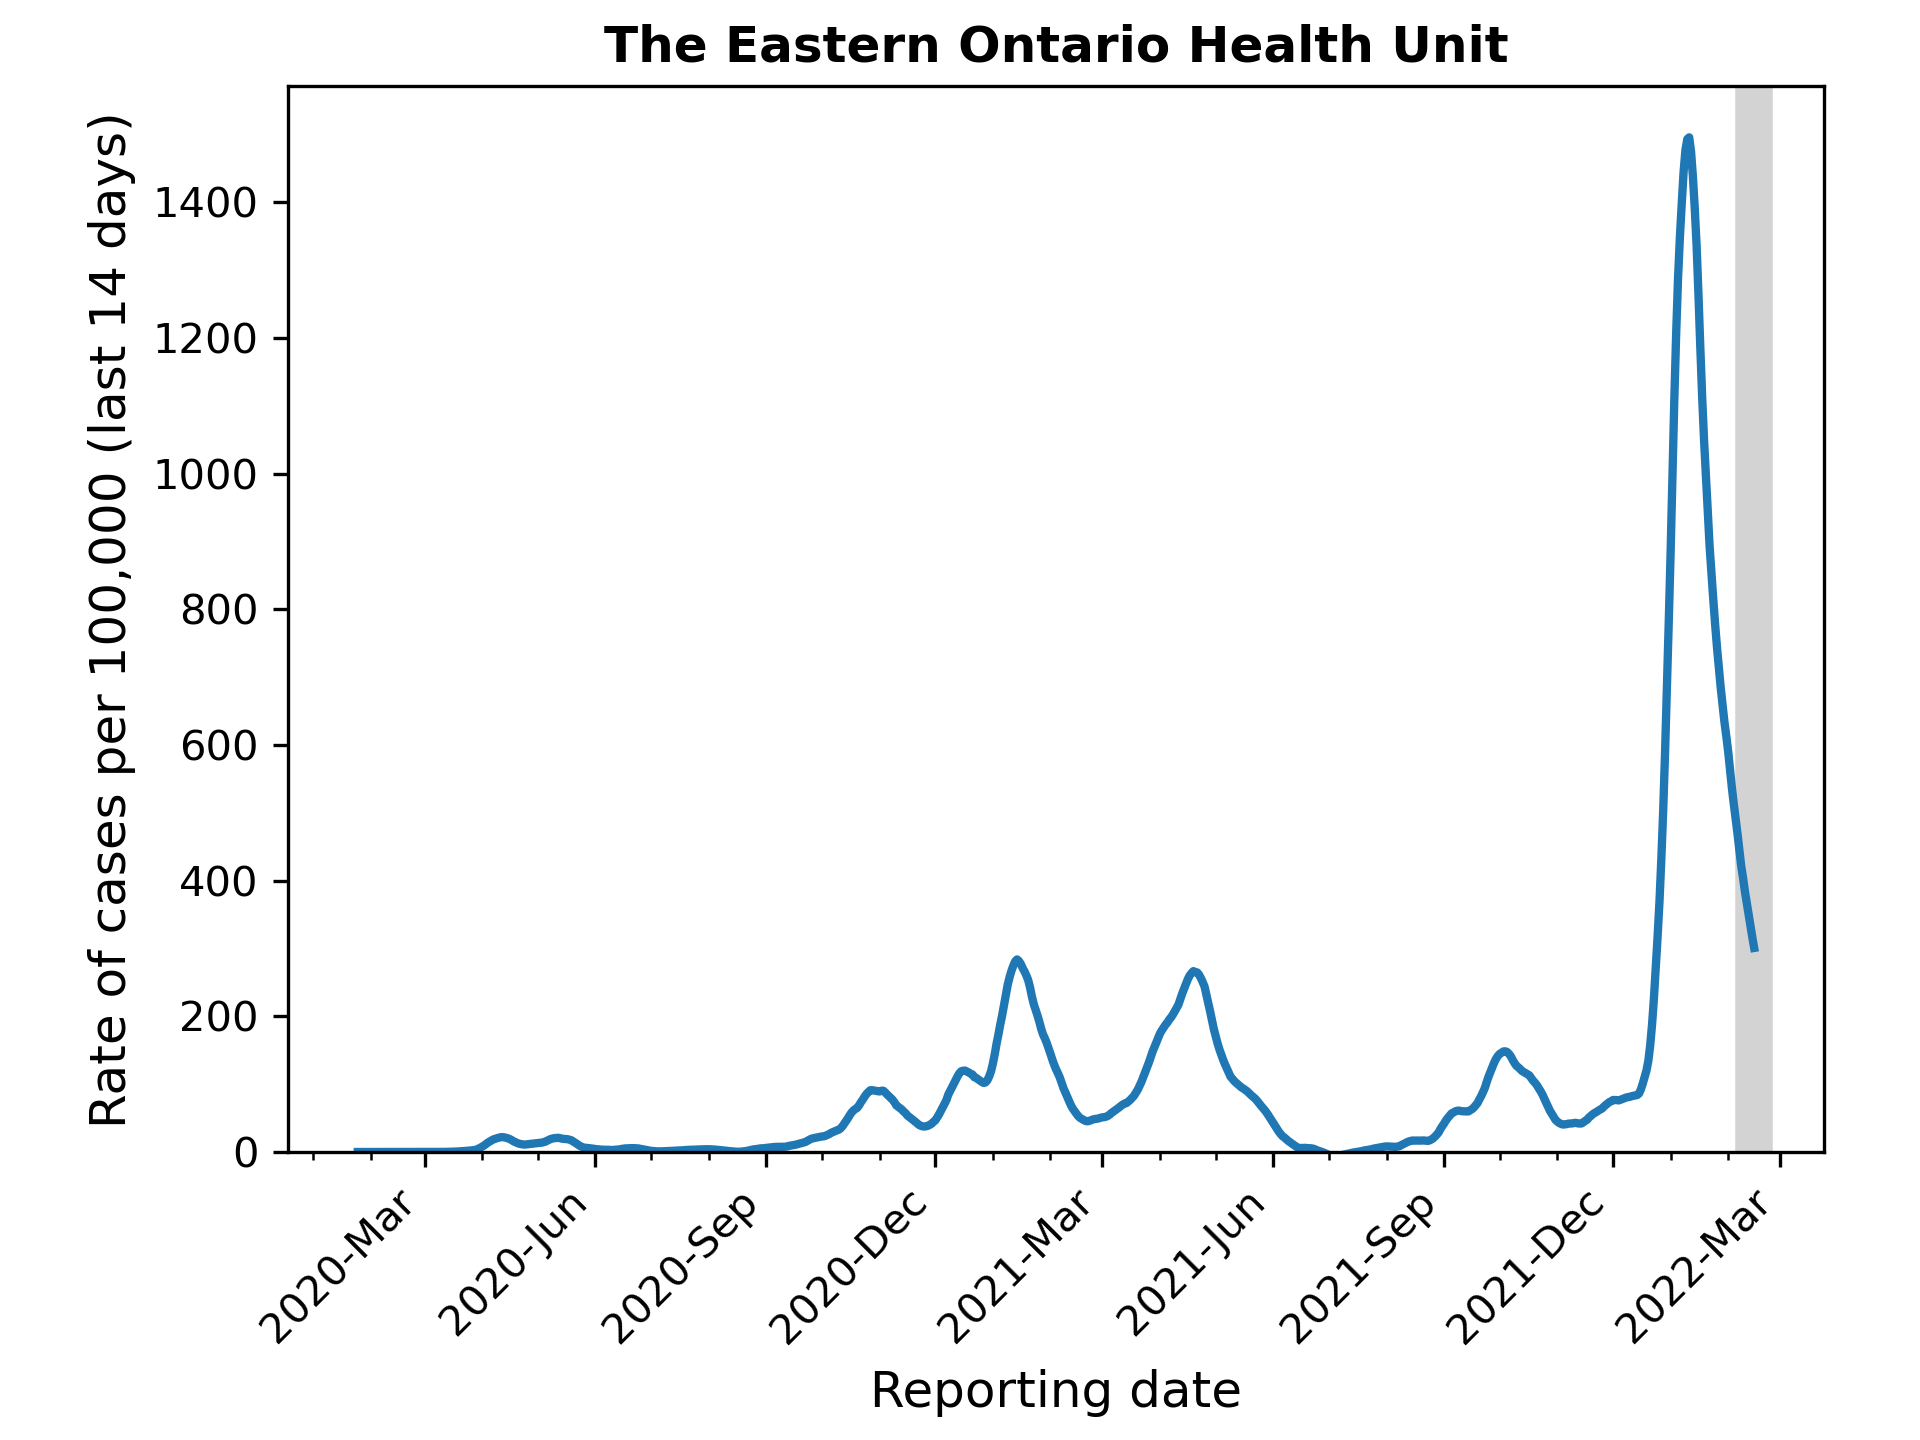 The Eastern Ontario Health Unit
Rate of cases per 100,000 (last 14 days)
1400
1200
1000
800
600
400
200
0
2020-Mar
2020-Jun
2020-Sep
2020-Dec
2021-Mar
2021-Jun
2021-Sep
2021-Dec
2022-Mar
Reporting date